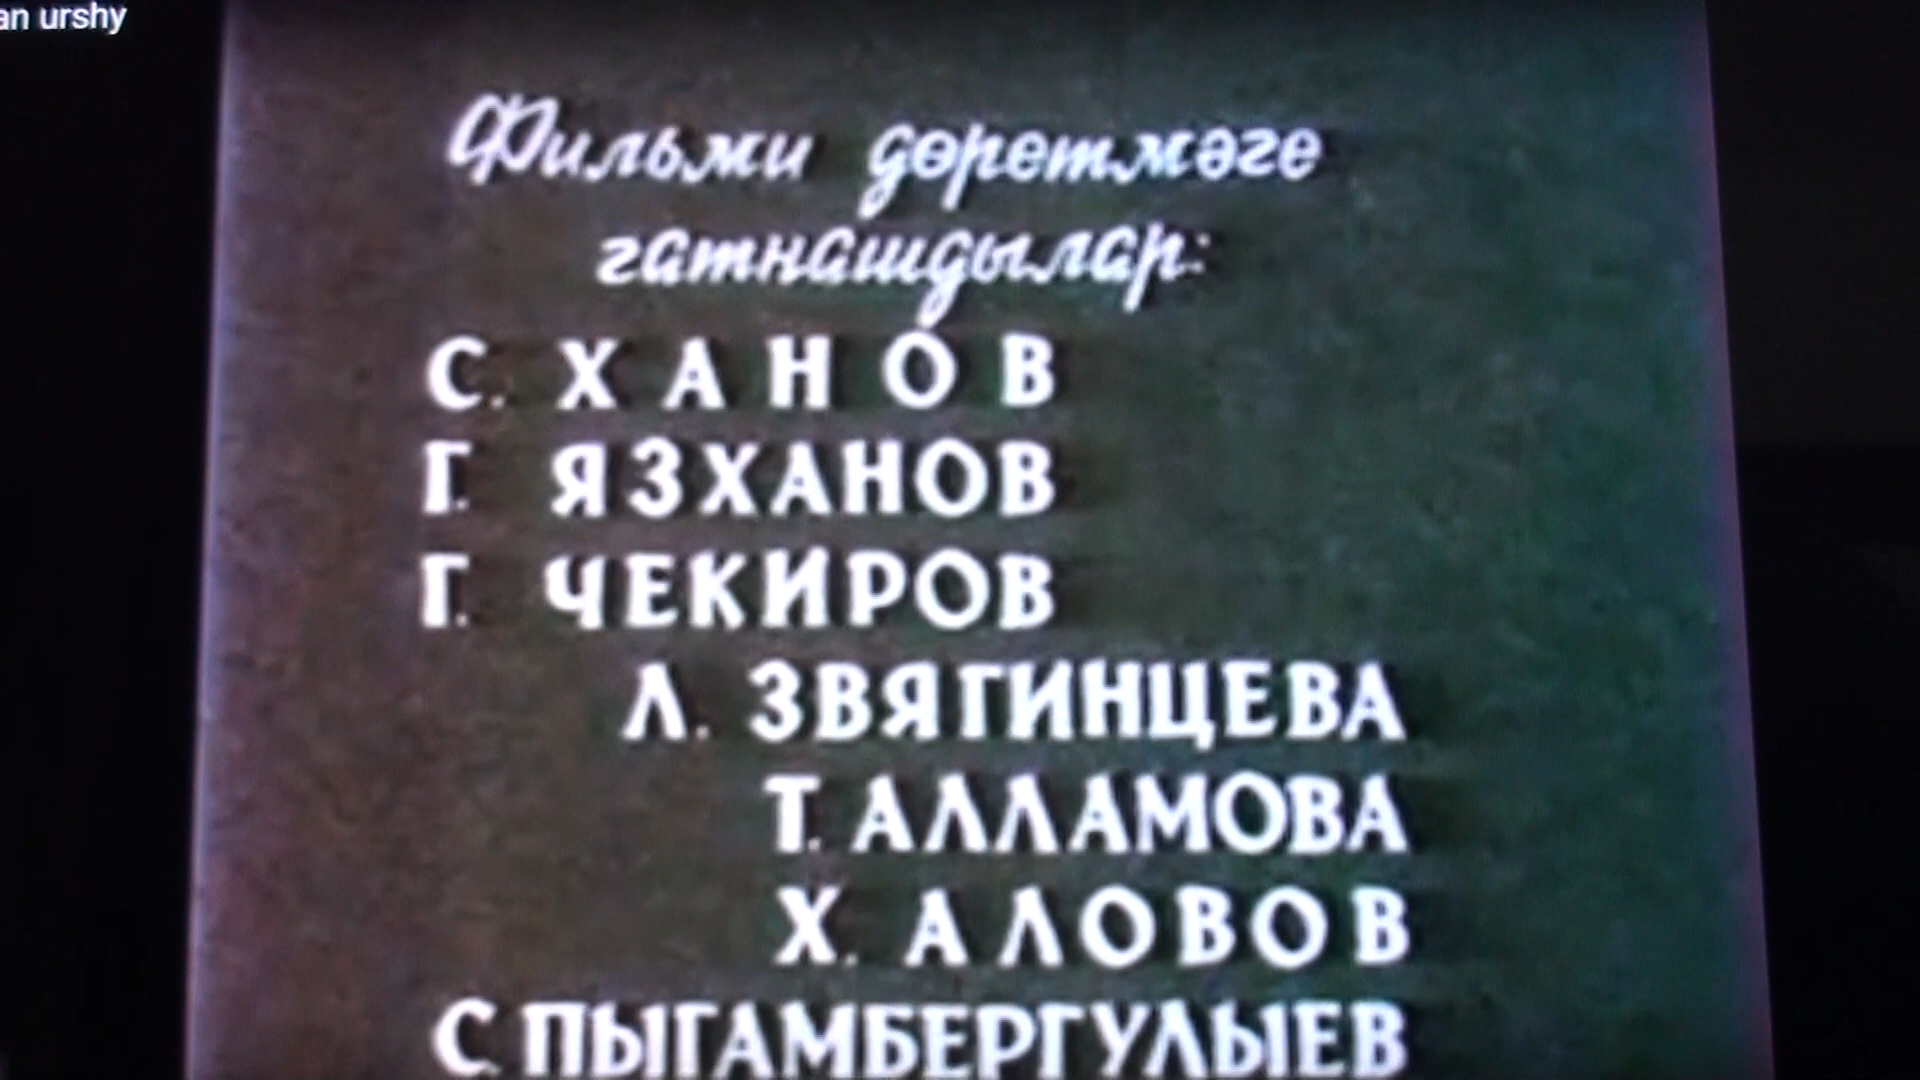 an urshy
Фильми дөретмәге
гатнашдылар:
С. ХАНОВ
Г. ЯЗХАНОВ
Г. ЧЕКИРОВ
Л. ЗВЯГИНЦЕВА
Т. АЛЛАМОВА
Х. АЛОВОВ
С. ПЫГАМБЕРГУЛЫЕВ